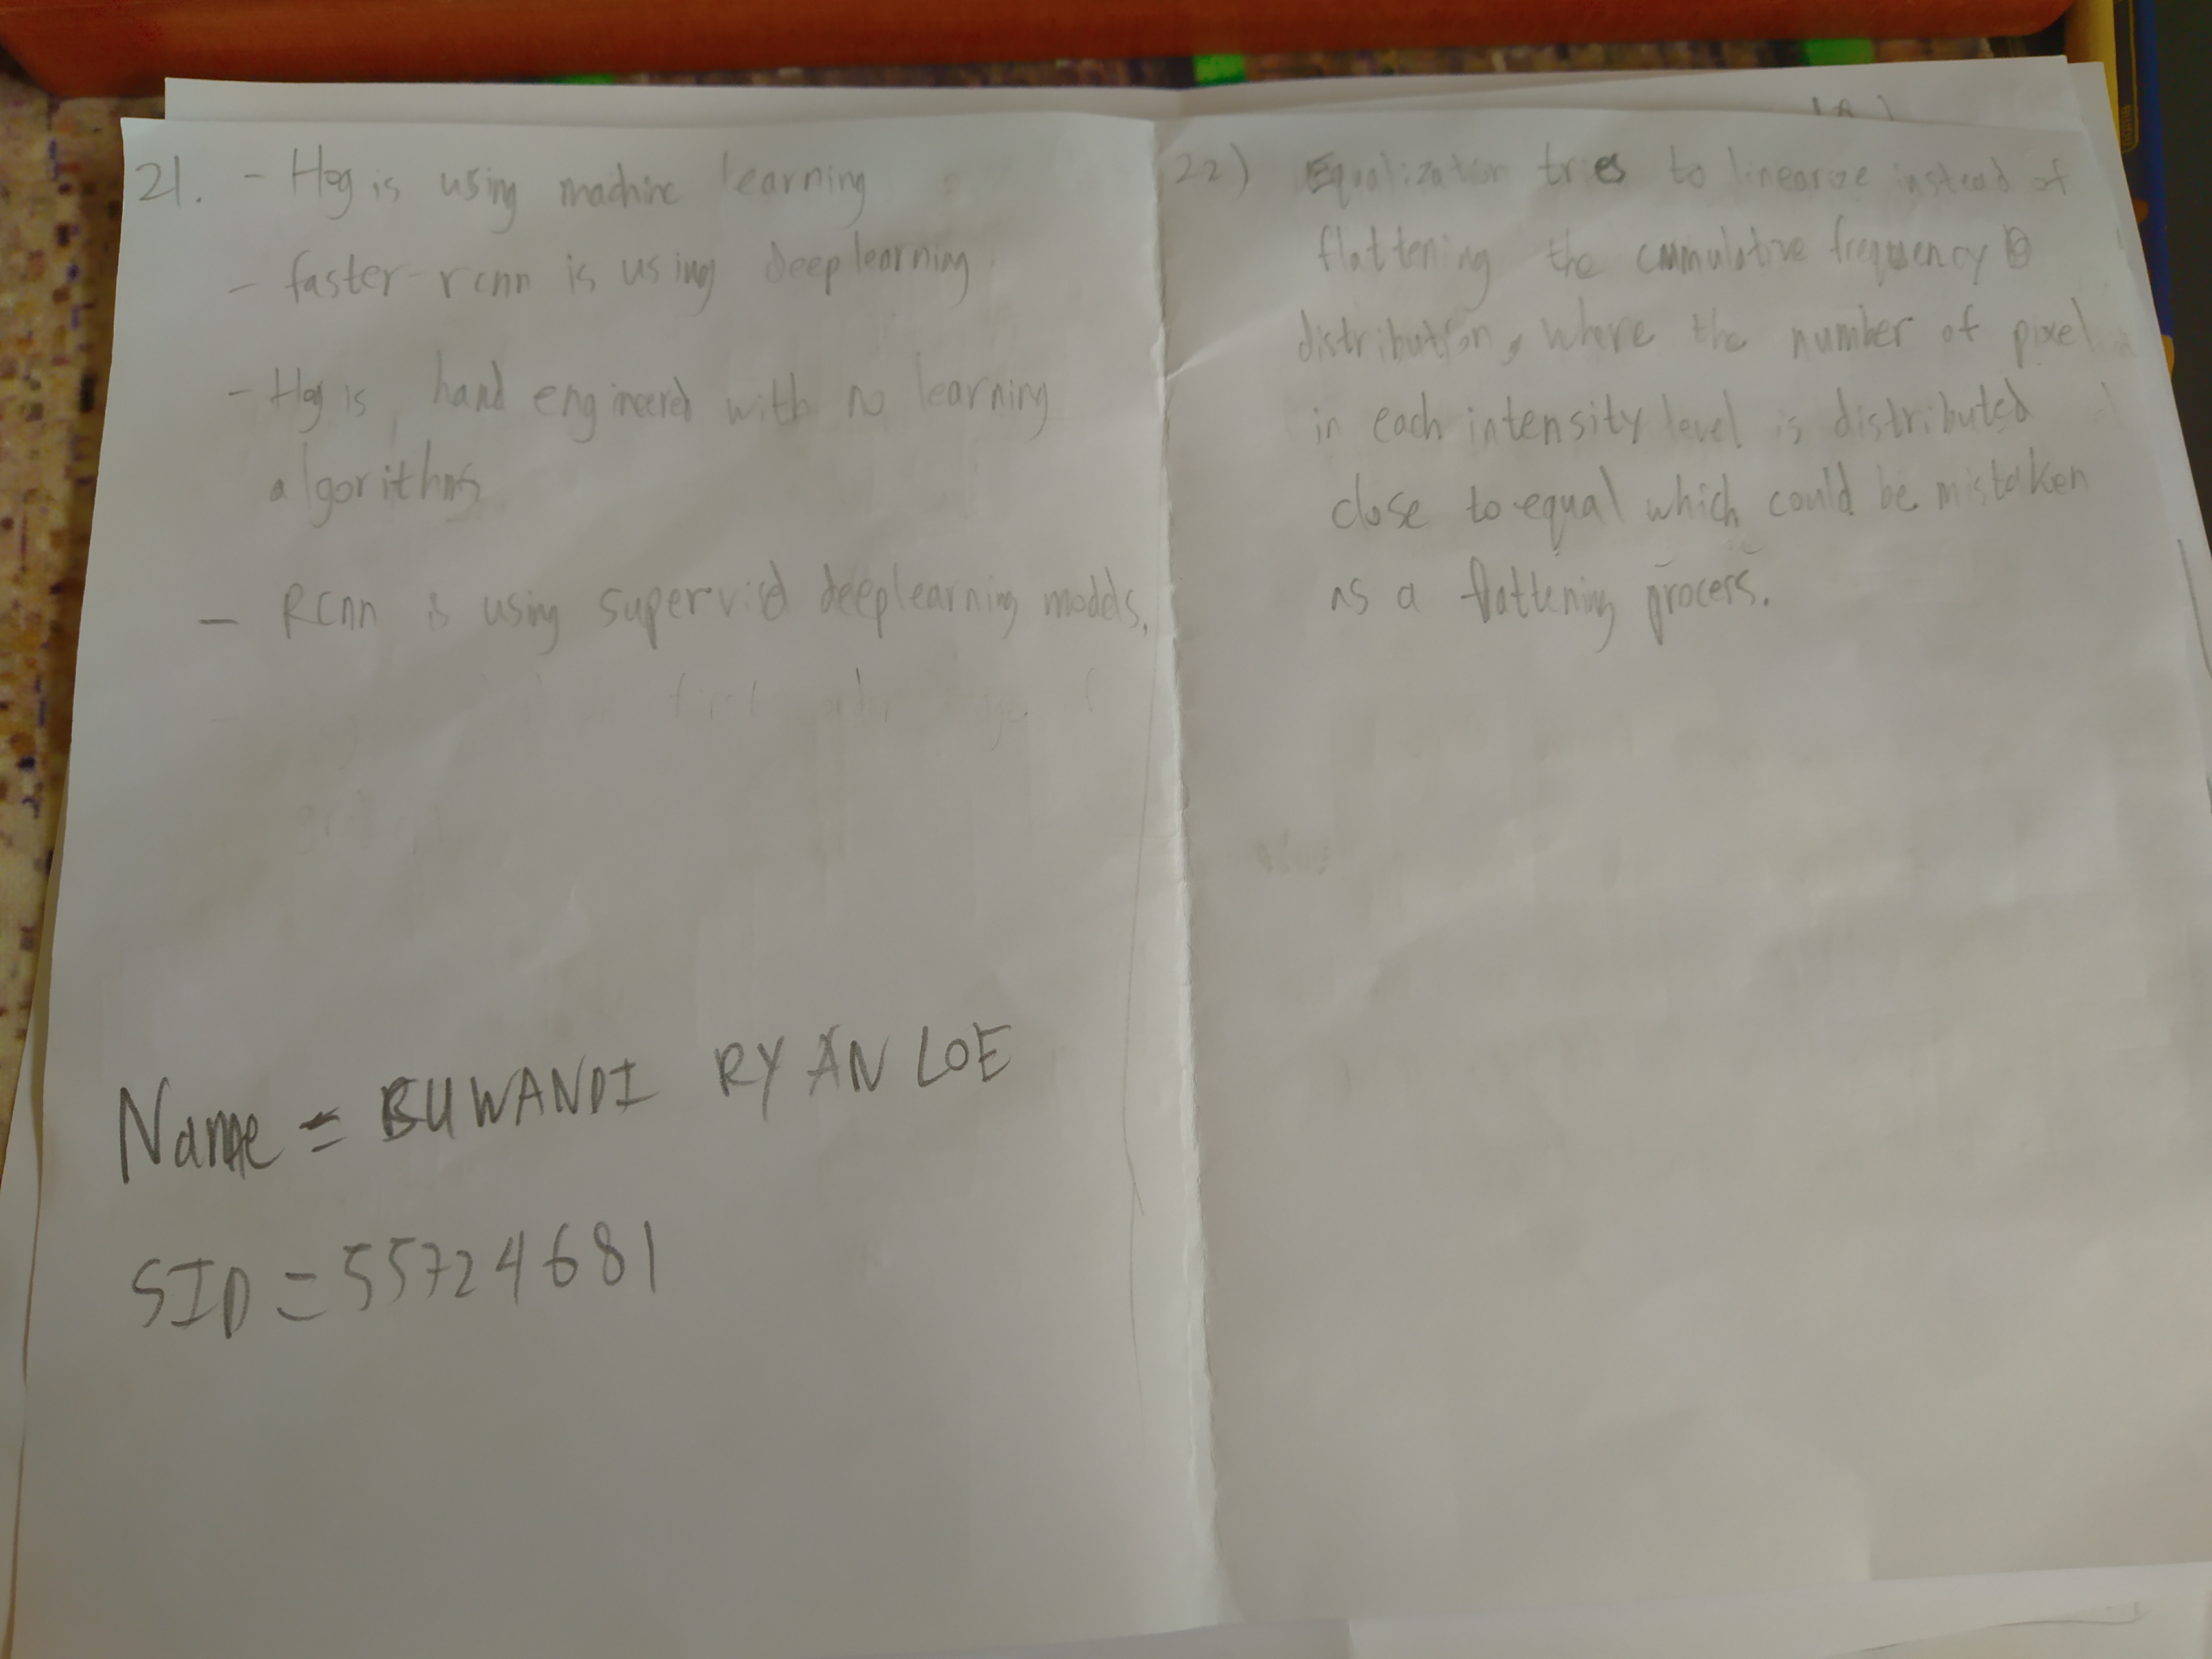 21. - Hog is using machine learning
- faster-rcnn is using deeplearning
- Hog is hand engineered with no learning
algorithms
- Rcnn is using supervised deeplearning models.
first order
Name = BUWANDI RYAN LOE
SID = 55724681
22) Equalization tries to linearize instead of
flattening the cummulative frequency
distribution, where the number of pixel
in each intensity level is distributed
close to equal which could be mistaken
as a flattening process.